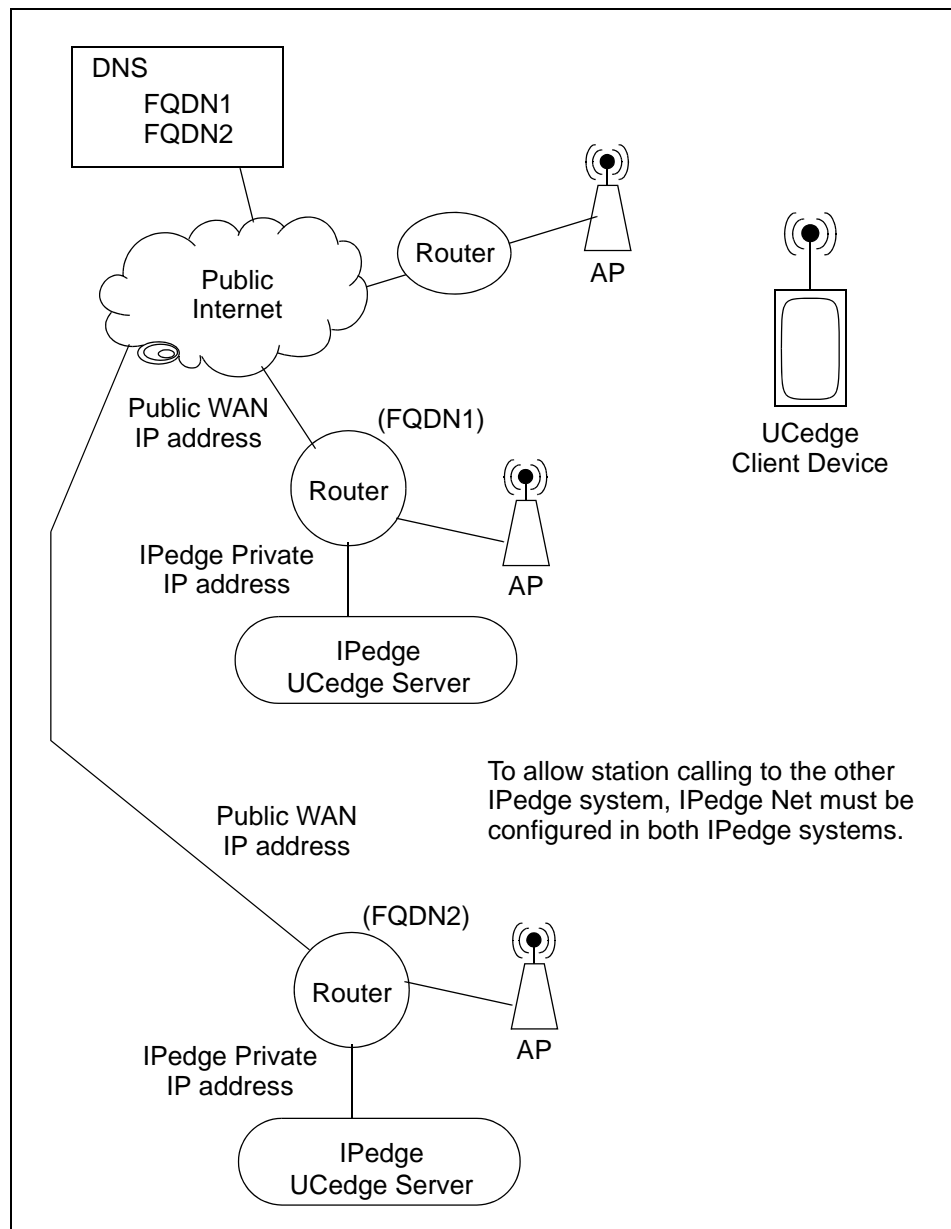 DNS
FQDN1
FQDN2
Router
AP
Public
Internet
UCedge
Client Device
Public WAN
IP address
(FQDN1)
Router
AP
IPedge Private
IP address
IPedge
UCedge Server
To allow station calling to the other
IPedge system, IPedge Net must be
configured in both IPedge systems.
Public WAN
IP address
(FQDN2)
Router
AP
IPedge Private
IP address
IPedge
UCedge Server